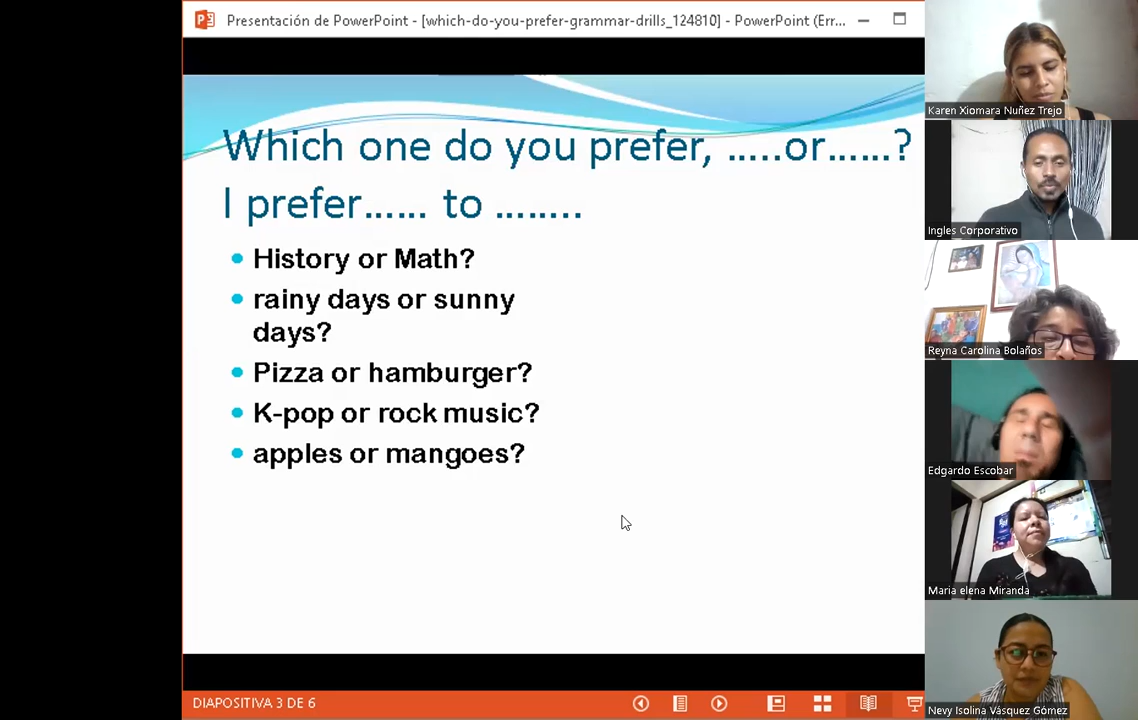 Presentación de PowerPoint - [which-do-you-prefer-grammar-drills_124810] - PowerPoint (Err...
Which one do you prefer, .....or......?
I prefer...... to ........
History or Math?
rainy days or sunny
days?
Pizza or hamburger?
K-pop or rock music?
apples or mangoes?
DIAPOSITIVA 3 DE 6
Karen Xiomara Nuñez Trejo
Ingles Corporativo
Reyna Carolina Bolaños
Edgardo Escobar
Maria elena Miranda
Nevy Isolina Vásquez Gómez